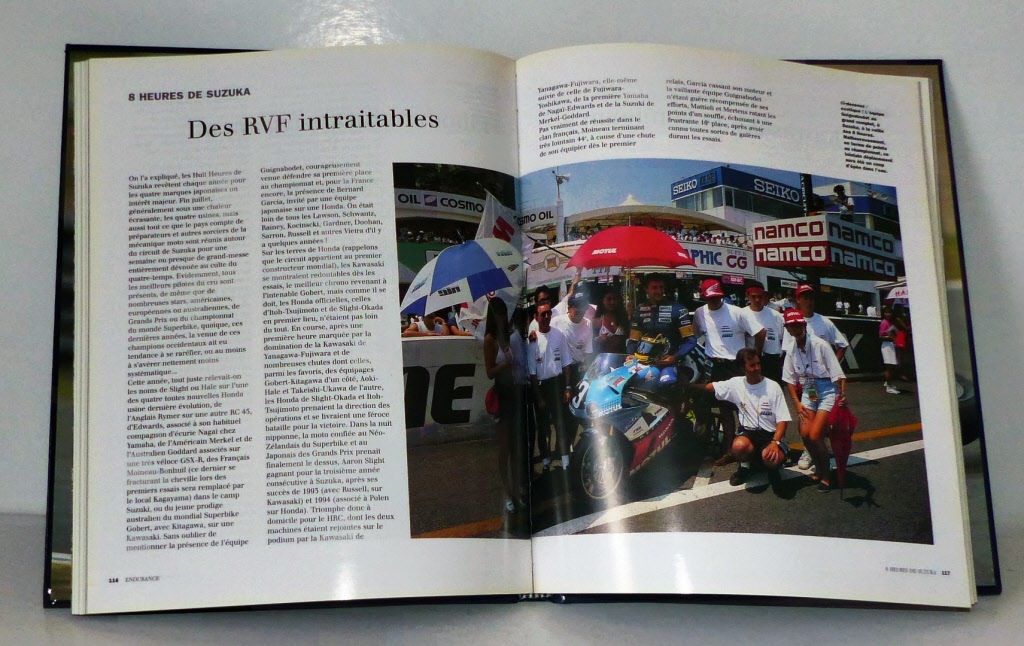 8 HEURES DE SUZUKA
Des RVF intraitables
On l'a expliqué, les Huit Heures de
Suzuka revêtent chaque année pour
les quatre marques japonaises un
intérêt majeur. Fin juillet,
généralement sous une chaleur
écrasante, les quatre usines, mais
aussi tout ce que le pays compte de
préparateurs et autres sorciers de la
mécanique moto sont réunis autour
du circuit de Suzuka pour une
semaine ou presque de grand-messe
entièrement dévouée au culte du
quatre-temps. Evidemment, tous
les meilleurs pilotes du cru sont
présents, de même que de
nombreuses stars, américaines,
européennes ou australiennes, de
Grands Prix ou du championnat
du monde Superbike, quoique, ces
dernières années, la venue de ces
champions occidentaux ait eu
tendance à se raréfier, ou au moins
à s'avérer nettement moins
systématique...
Cette année, tout juste relevait-on
les noms de Slight ou Hale sur l'une
des quatre toutes nouvelles Honda
usine dernière évolution, de
l'Anglais Rymer sur une autre RC 45,
d'Edwards, associé à son habituel
compagnon d'écurie Nagai chez
Yamaha, de l'Américain Merkel et de
l'Australien Goddard associés sur
une très véloce GSX-R, des Français
Moineau-Bonhuil (ce dernier se
fracturant la cheville lors des
premiers essais sera remplacé par
le local Kagayama) dans le camp
Suzuki, ou du jeune prodige
australien du mondial Superbike
Gobert, avec Kitagawa, sur une
Kawasaki. Sans oublier de
mentionner la présence de l'équipe
Guignabodet, courageusement
venue défendre sa première place
au championnat et, pour la France
encore, la présence de Bernard
Garcia, invité par une équipe
japonaise sur une Honda. On était
loin de tous les Lawson, Schwantz,
Rainey, Kocinscki, Gardner, Doohan,
Sarron, Russell et autres Vieira d'il y
a quelques années !
Sur les terres de Honda (rappelons
que le circuit appartient au premier
constructeur mondial), les Kawasaki
se montraient redoutables dès les
essais, le meilleur chrono revenant à
l'intenable Gobert, mais comme il se
doit, les Honda officielles, celles
d'Itoh-Tsujimoto et de Slight-Okada
en premier lieu, n'étaient pas loin
du tout. En course, après une
première heure marquée par la
domination de la Kawasaki de
Yanagawa-Fujiwara et de
nombreuses chutes dont celles,
parmi les favoris, des équipages
Gobert-Kitagawa d'un côté, Aoki-
Hale et Takeishi-Ukawa de l'autre,
les Honda de Slight-Okada et Itoh-
Tsujimoto prenaient la direction des
opérations et se livraient une féroce
bataille pour la victoire. Dans la nuit
nipponne, la moto confiée au Néo-
Zélandais du Superbike et au
Japonais des Grands Prix prenait
finalement le dessus, Aaron Slight
gagnant pour la troisième année
consécutive à Suzuka, après ses
succès de 1993 (avec Russell, sur
Kawasaki) et 1994 (associé à Polen
sur Honda). Triomphe donc à
domicile pour le HRC, dont les deux
machines étaient rejointes sur le
podium par la Kawasaki de
116 ENDURANCE
Yanagawa-Fujiwara, elle-même
suivie de celle de Fujiwara-
Yoshikawa, de la première Yamaha
de Nagai-Edwards et de la Suzuki de
Merkel-Goddard.
Pas vraiment de réussite dans le
clan français, Moineau terminant
très lointain 44e, à cause d'une chute
de son équipier dès le premier
relais, Garcia cassant son moteur et
la vaillante équipe Guignabodet
n'étant guère récompensée de ses
efforts, Mattioli et Mertens ratant les
points d'un souffle, échouant à une
frustrante 16e place, après avoir
connu toutes sortes de galères
durant les essais.
OIL COSMO
COSMO OIL
SEIKO SEIKO
MOTUL
PHIC GG
namco namco
namco namco
8 HEURES DE SUZUKA 117